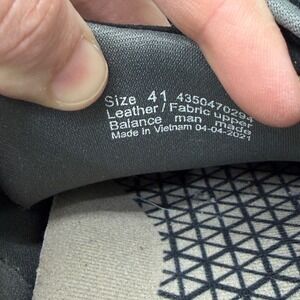 Size 41 4350470294
Leather / Fabric upper
Balance man made
Made in Vietnam 04-04-2021